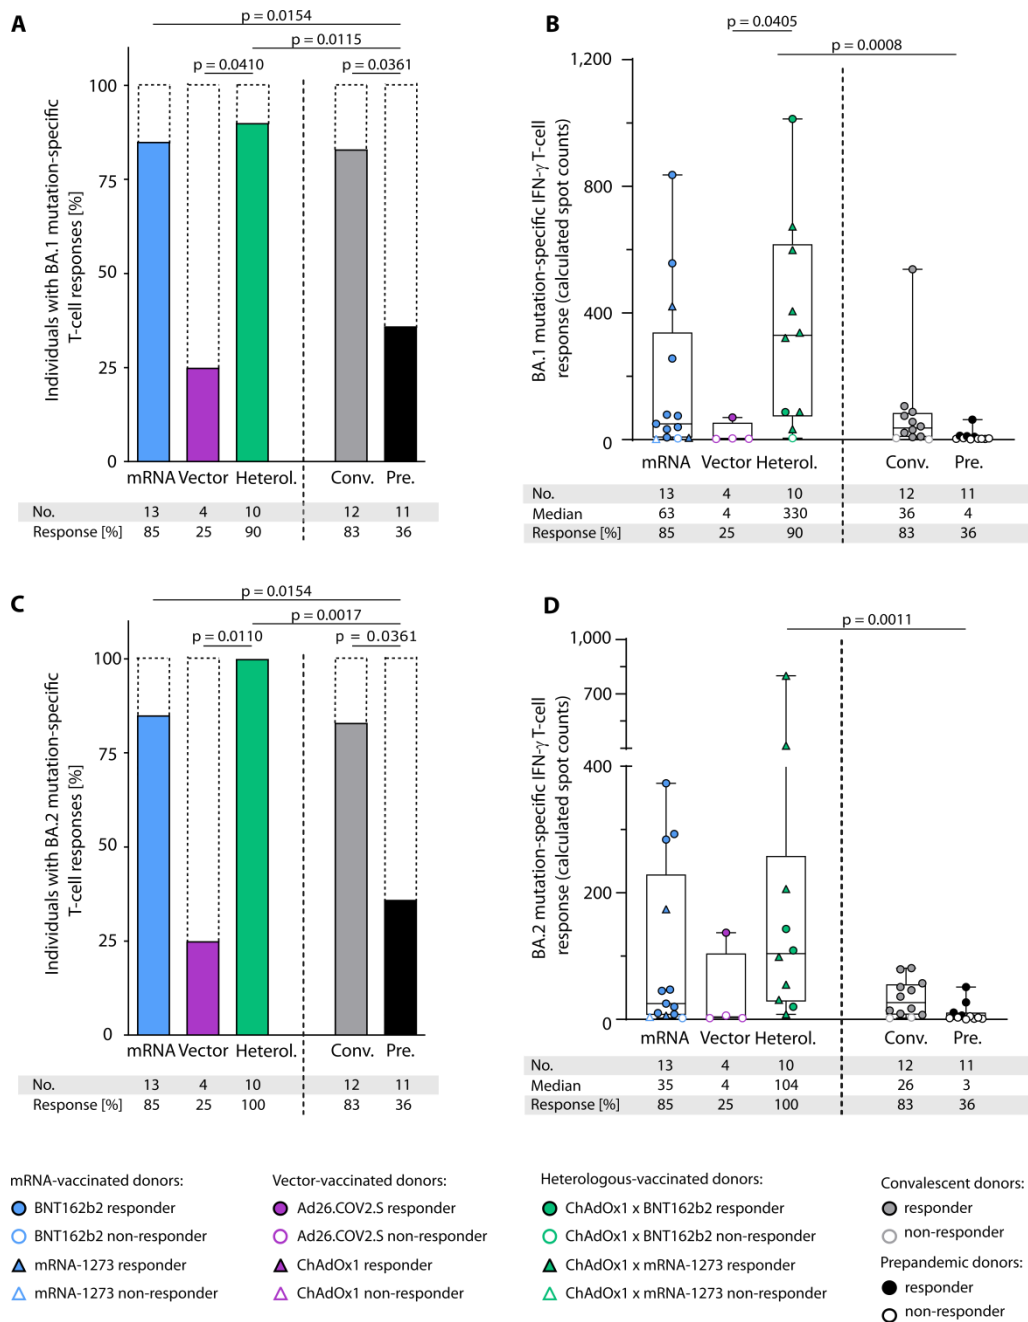 A
p = 0.0154
p = 0.0115
p = 0.0410
p = 0.0361
Individuals with BA.1 mutation-specific
T-cell responses [%]
100
75
50
25
0
mRNA Vector Heterol. Conv. Pre.
No. 13 4 10 12 11
Response [%] 85 25 90 83 36
B
p = 0.0405
p = 0.0008
BA.1 mutation-specific IFN-γ T-cell
response (calculated spot counts)
1,200
800
400
0
mRNA Vector Heterol. Conv. Pre.
No. 13 4 10 12 11
Median 63 4 330 36 4
Response [%] 85 25 90 83 36
C
p = 0.0154
p = 0.0017
p = 0.0110
p = 0.0361
Individuals with BA.2 mutation-specific
T-cell responses [%]
100
75
50
25
0
mRNA Vector Heterol. Conv. Pre.
No. 13 4 10 12 11
Response [%] 85 25 100 83 36
D
p = 0.0011
BA.2 mutation-specific IFN-γ T-cell
response (calculated spot counts)
1,000
700
400
200
0
mRNA Vector Heterol. Conv. Pre.
No. 13 4 10 12 11
Median 35 4 104 26 3
Response [%] 85 25 100 83 36
mRNA-vaccinated donors:
BNT162b2 responder
BNT162b2 non-responder
mRNA-1273 responder
mRNA-1273 non-responder
Vector-vaccinated donors:
Ad26.COV2.S responder
Ad26.COV2.S non-responder
ChAdOx1 responder
ChAdOx1 non-responder
Heterologous-vaccinated donors:
ChAdOx1 x BNT162b2 responder
ChAdOx1 x BNT162b2 non-responder
ChAdOx1 x mRNA-1273 responder
ChAdOx1 x mRNA-1273 non-responder
Convalescent donors:
responder
non-responder
Prepandemic donors:
responder
non-responder